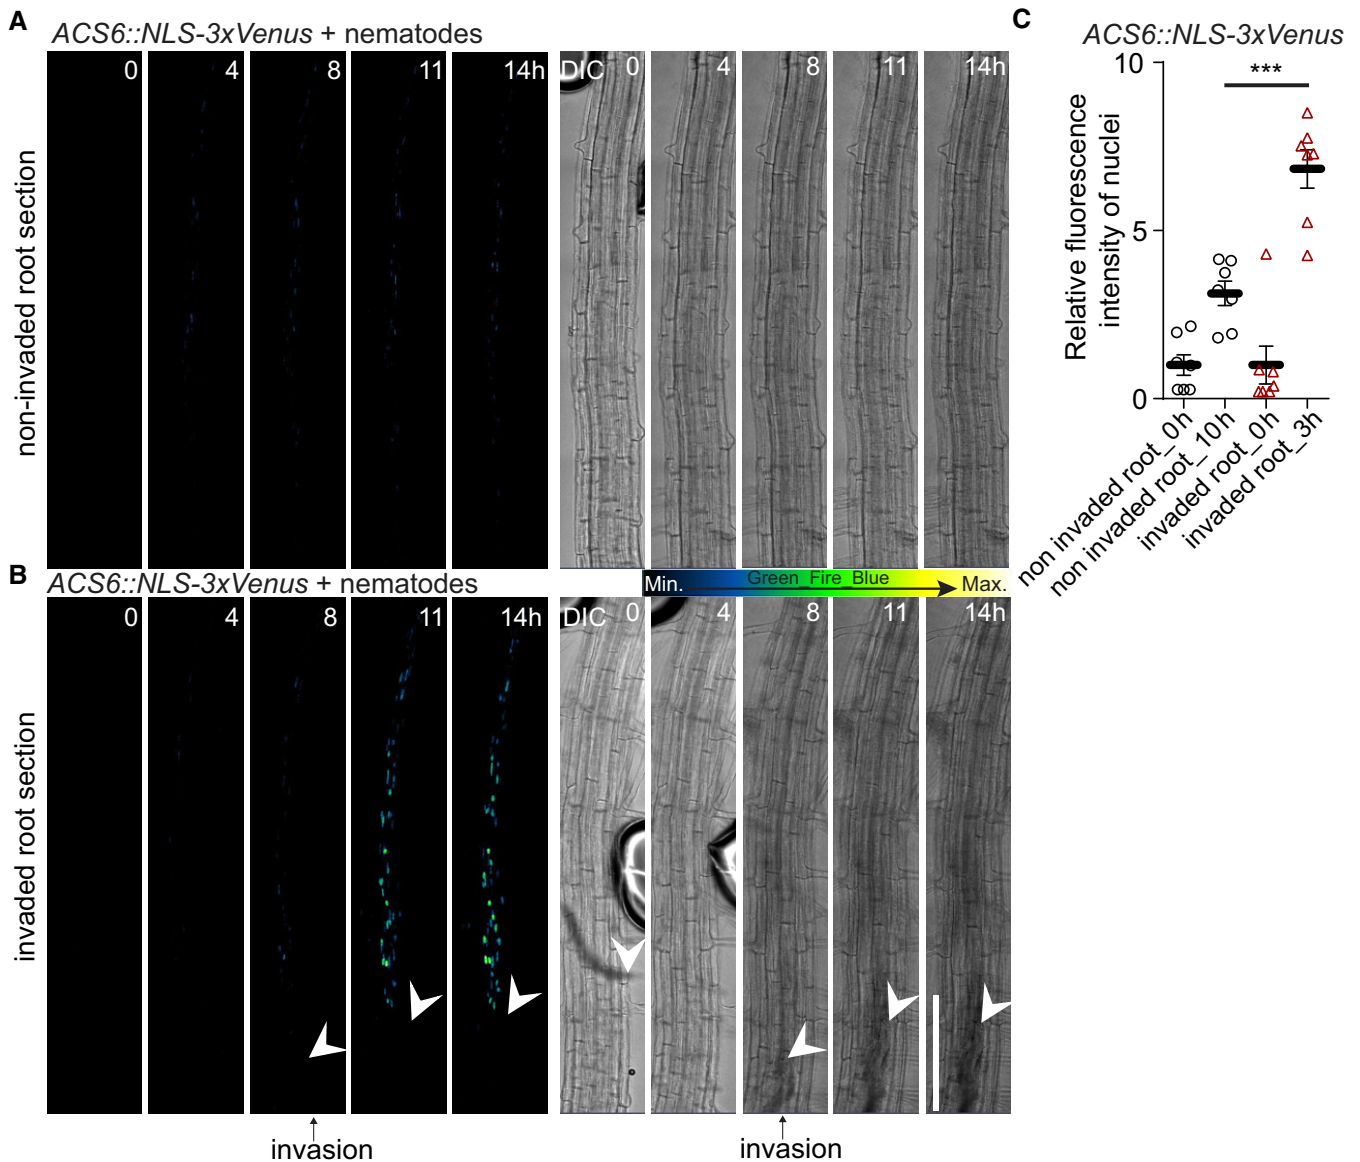 A
ACS6::NLS-3xVenus + nematodes
0 4 8 11 14h
DIC 0 4 8 11 14h
non-invaded root section
B
ACS6::NLS-3xVenus + nematodes
Min. Green_Fire_Blue Max.
0 4 8 11 14h
DIC 0 4 8 11 14h
invaded root section
invasion
invasion
C
ACS6::NLS-3xVenus
***
Relative fluorescence
intensity of nuclei
10
5
0
non invaded root_0h
non invaded root_10h
invaded root_0h
invaded root_3h